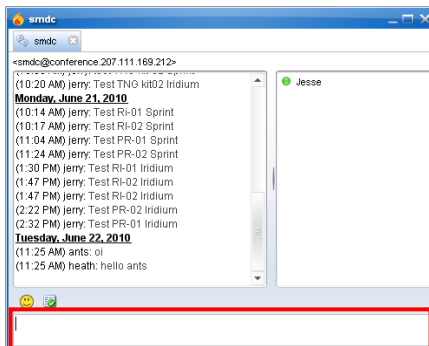 smdc
smdc
<smdc@conference.207.111.169.212>
(10:20 AM) jerry: Test TNG kit02 Iridium
Monday, June 21, 2010
(10:14 AM) jerry: Test Ri-01 Sprint
(10:17 AM) jerry: Test RI-02 Sprint
(11:04 AM) jerry: Test PR-01 Sprint
(11:24 AM) jerry: Test PR-02 Sprint
(1:30 PM) jerry: Test RI-01 Iridium
(1:47 PM) jerry: Test RI-02 Iridium
(1:47 PM) jerry: Test RI-02 Iridium
(2:22 PM) jerry: Test PR-02 Iridium
(2:32 PM) jerry: Test PR-01 Iridium
Tuesday, June 22, 2010
(11:25 AM) ants: oi
(11:25 AM) heath: hello ants
Jesse